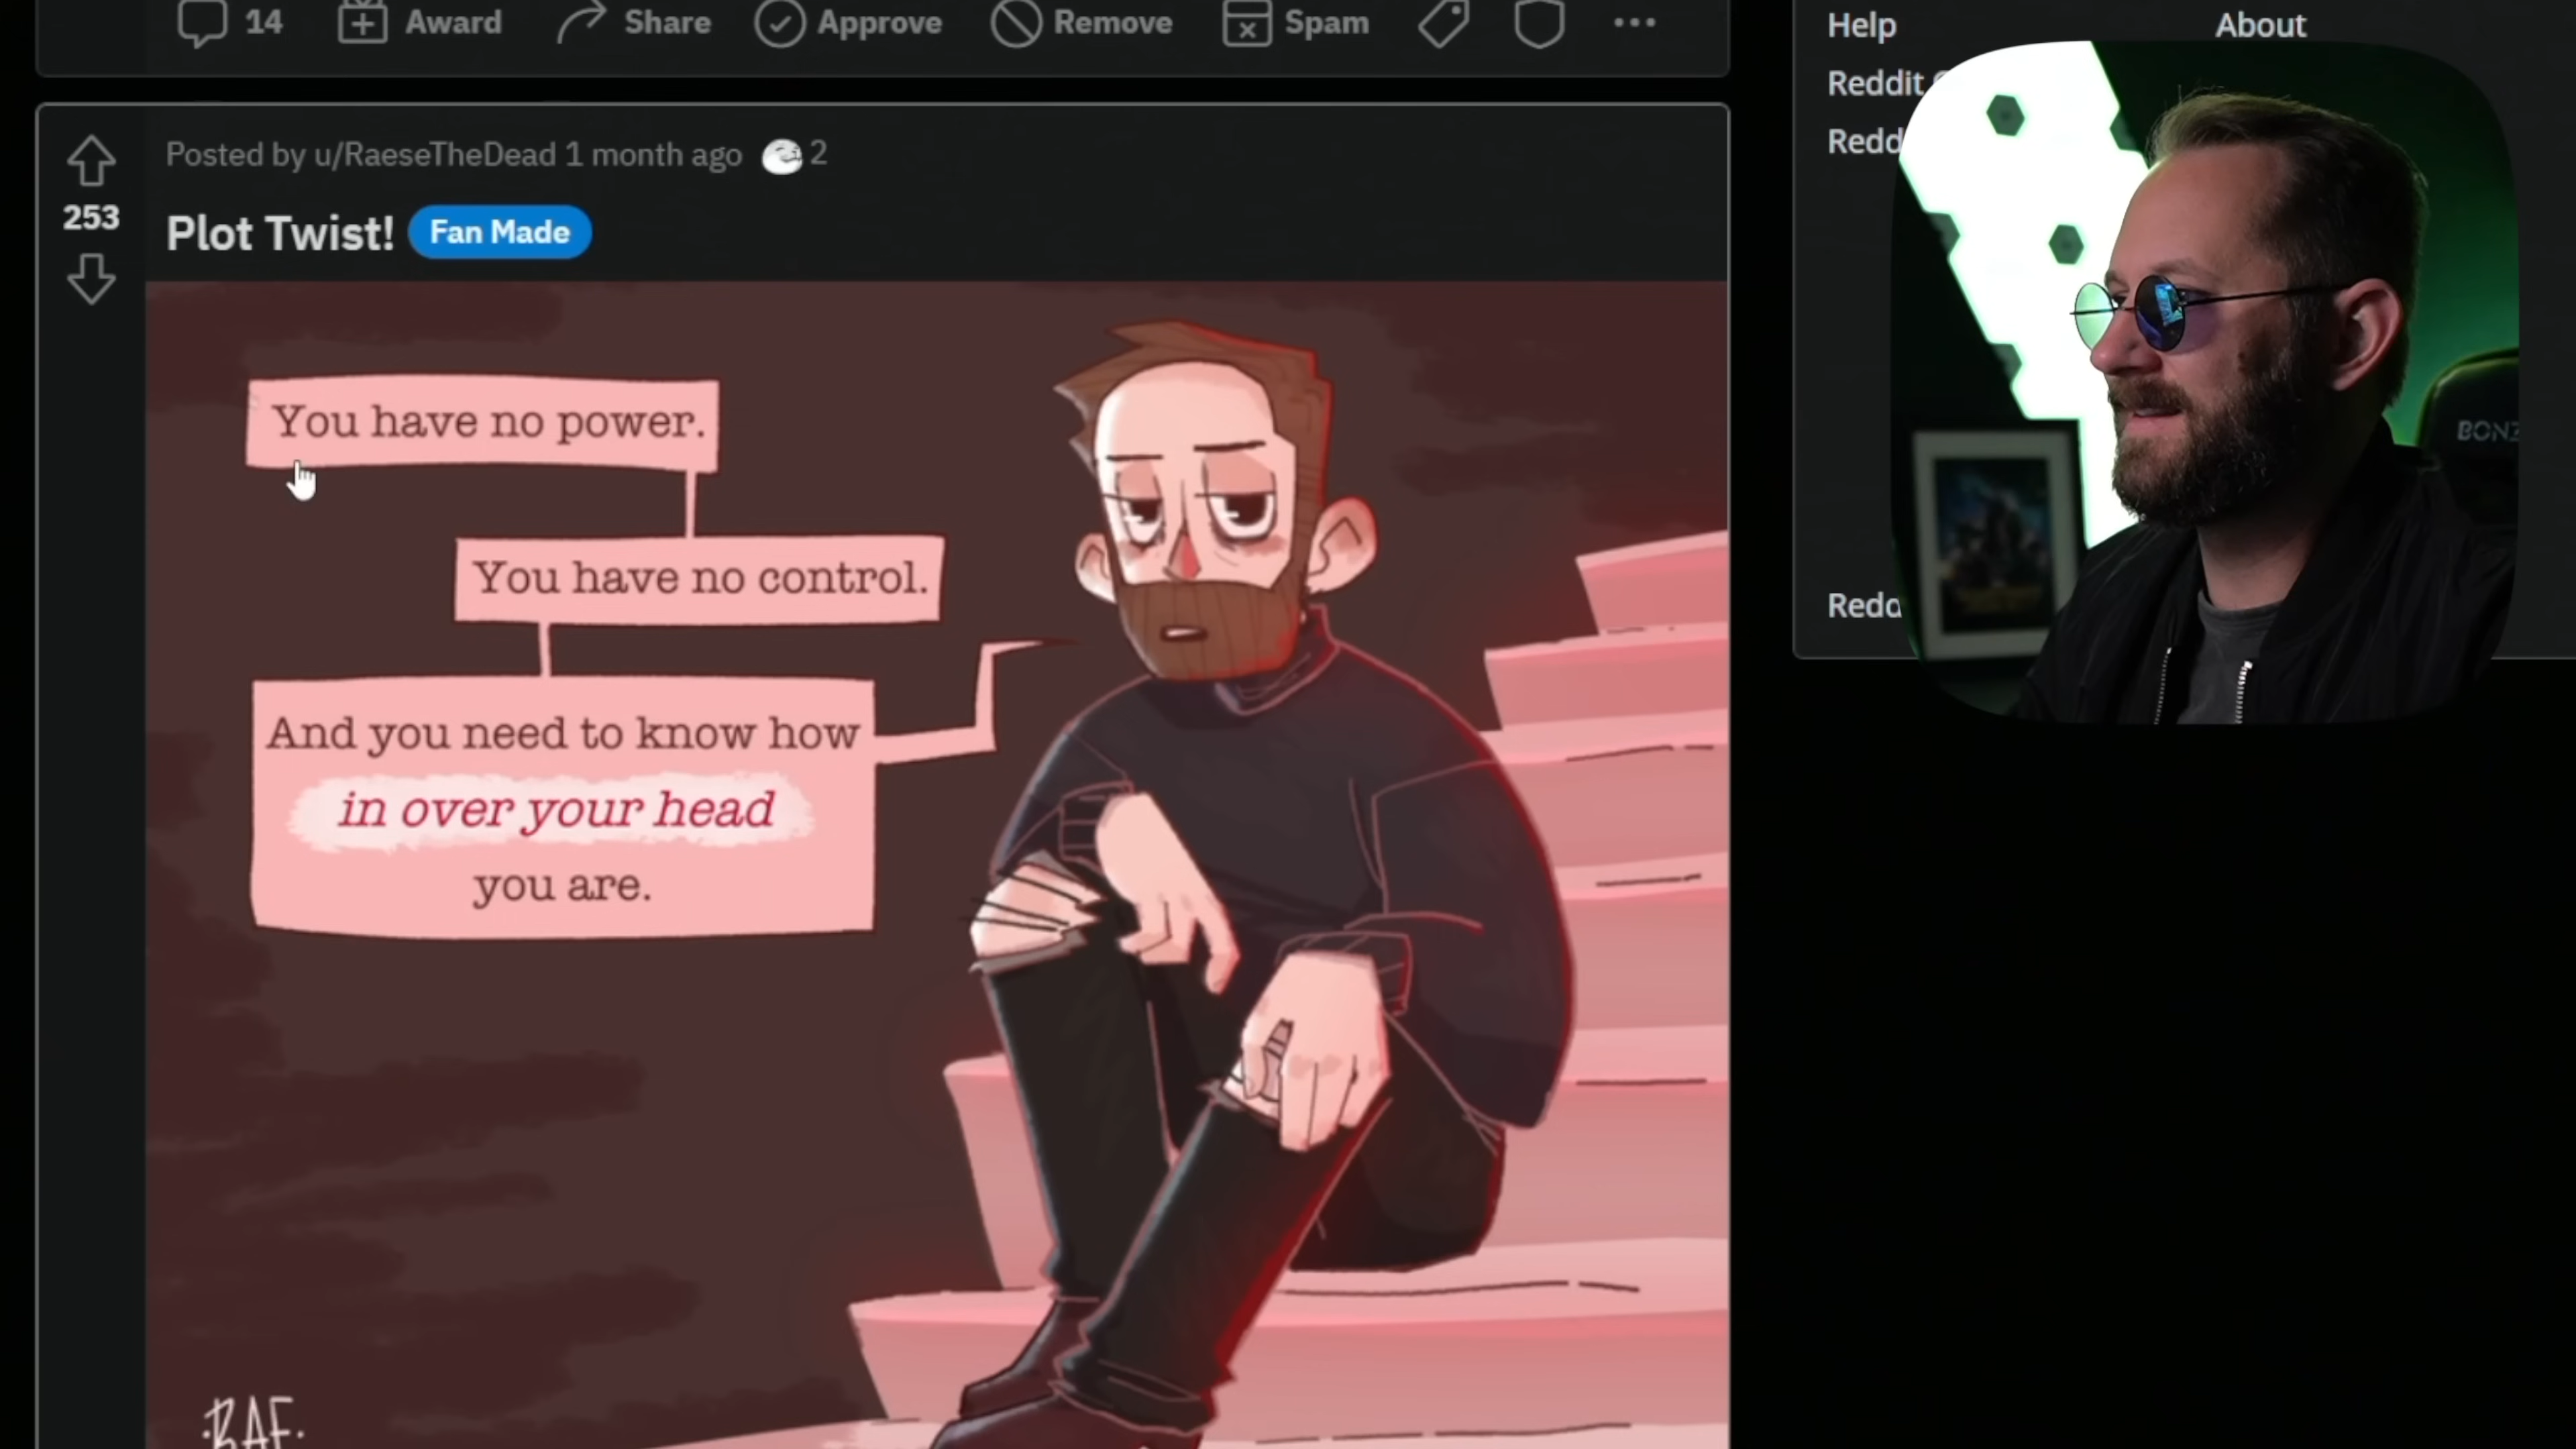 14 Award Share Approve Remove Spam
Help About
Reddit
Posted by u/RaeseTheDead 1 month ago 2
253
Plot Twist! Fan Made
You have no power.
You have no control.
And you need to know how
in over your head
you are.